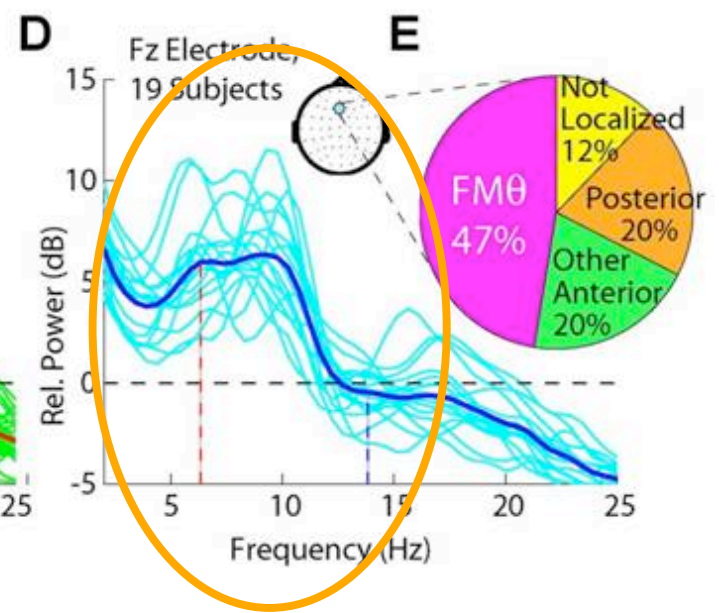 D
Fz Electrode,
19 Subjects
15
10
5
0
-5
Rel. Power (dB)
5
10
15
20
25
Frequency (Hz)
25
E
Not
Localized
12%
Posterior
20%
Other
Anterior
20%
FMθ
47%